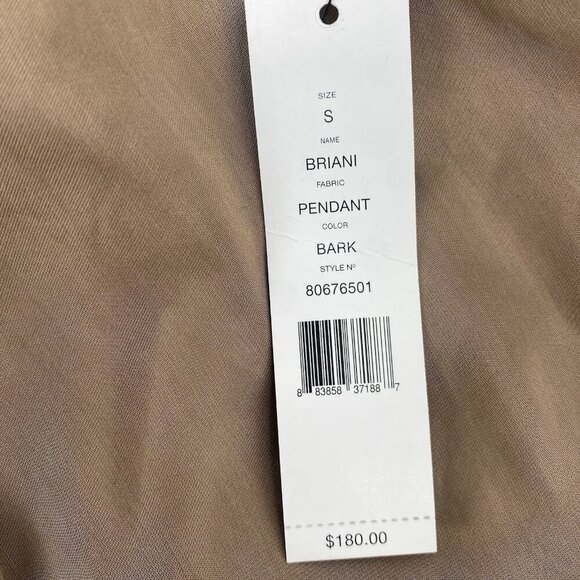 SIZE
S
NAME
BRIANI
FABRIC
PENDANT
COLOR
BARK
STYLE Nº
80676501
8 83858 37188 7
$180.00